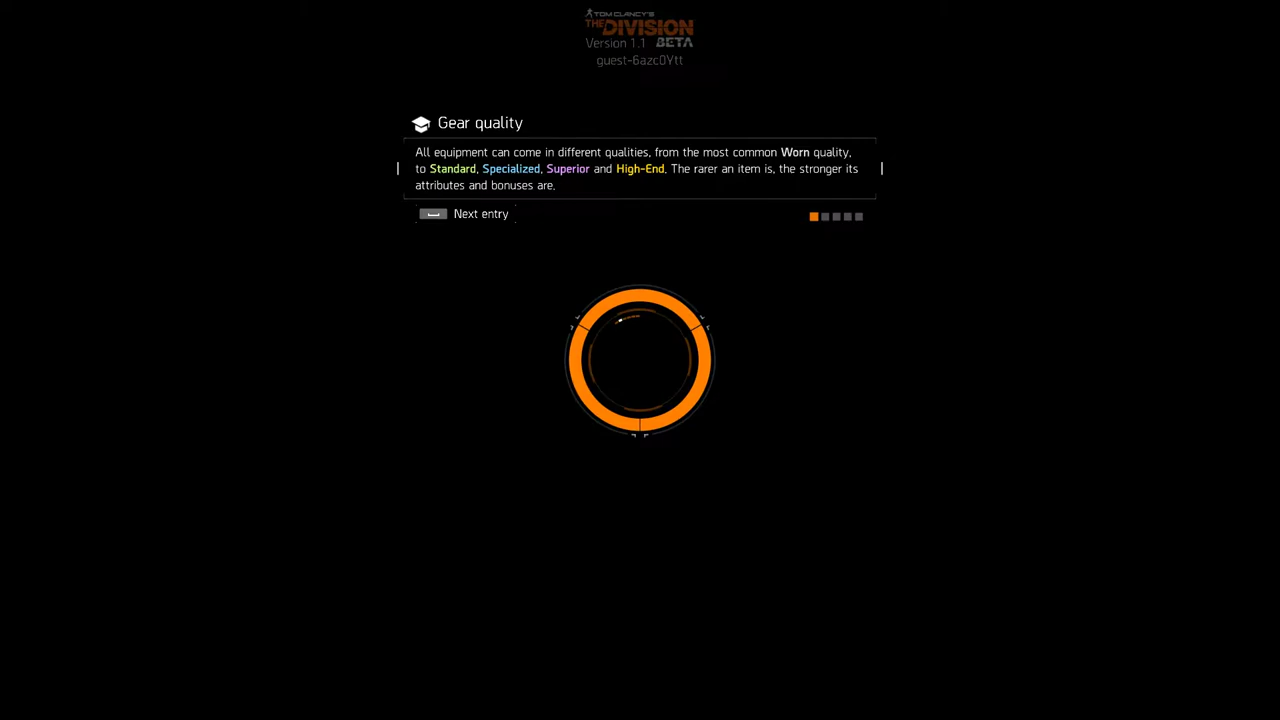 TOM CLANCY'S
THE DIVISION
Version 1.1 BETA
guest-6azc0Ytt
Gear quality
All equipment can come in different qualities, from the most common Worn quality,
to Standard, Specialized, Superior and High-End. The rarer an item is, the stronger its
attributes and bonuses are.
Next entry